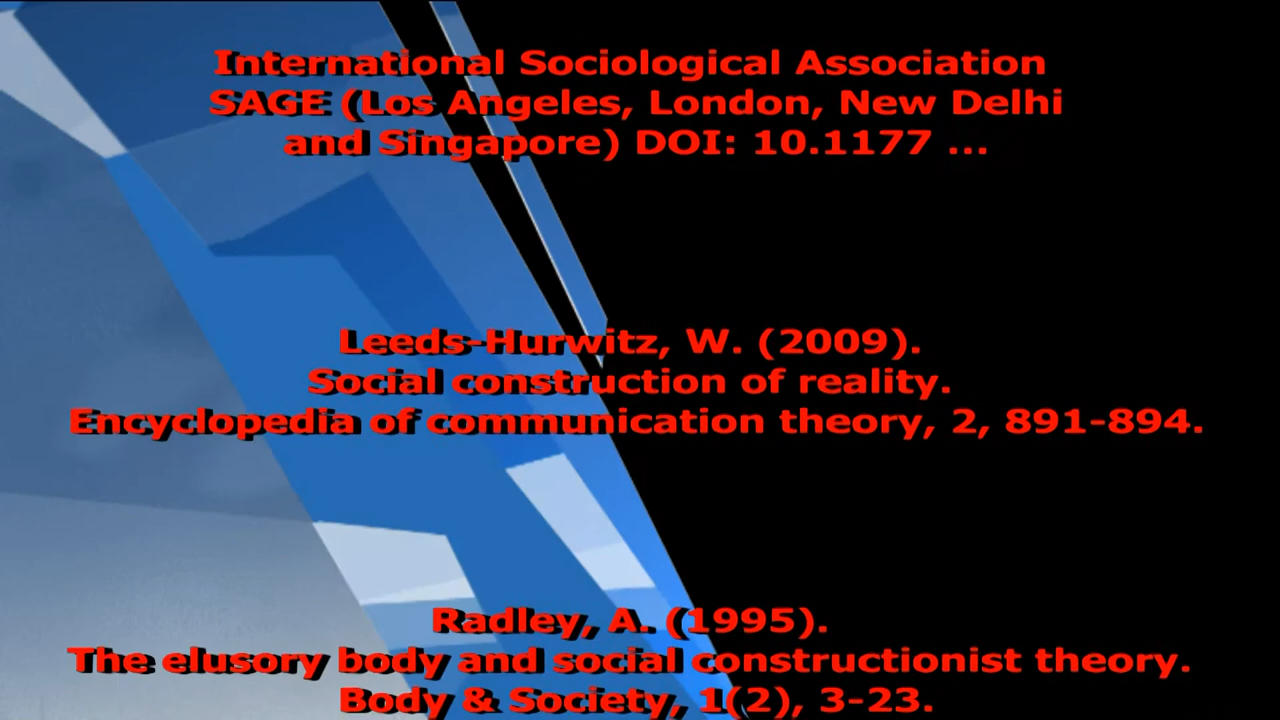 International Sociological Association
SAGE (Los Angeles, London, New Delhi
and Singapore) DOI: 10.1177 ...
Leeds-Hurwitz, W. (2009).
Social construction of reality.
Encyclopedia of communication theory, 2, 891-894.
Radley, A. (1995).
The elusory body and social constructionist theory.
Body & Society, 1(2), 3-23.